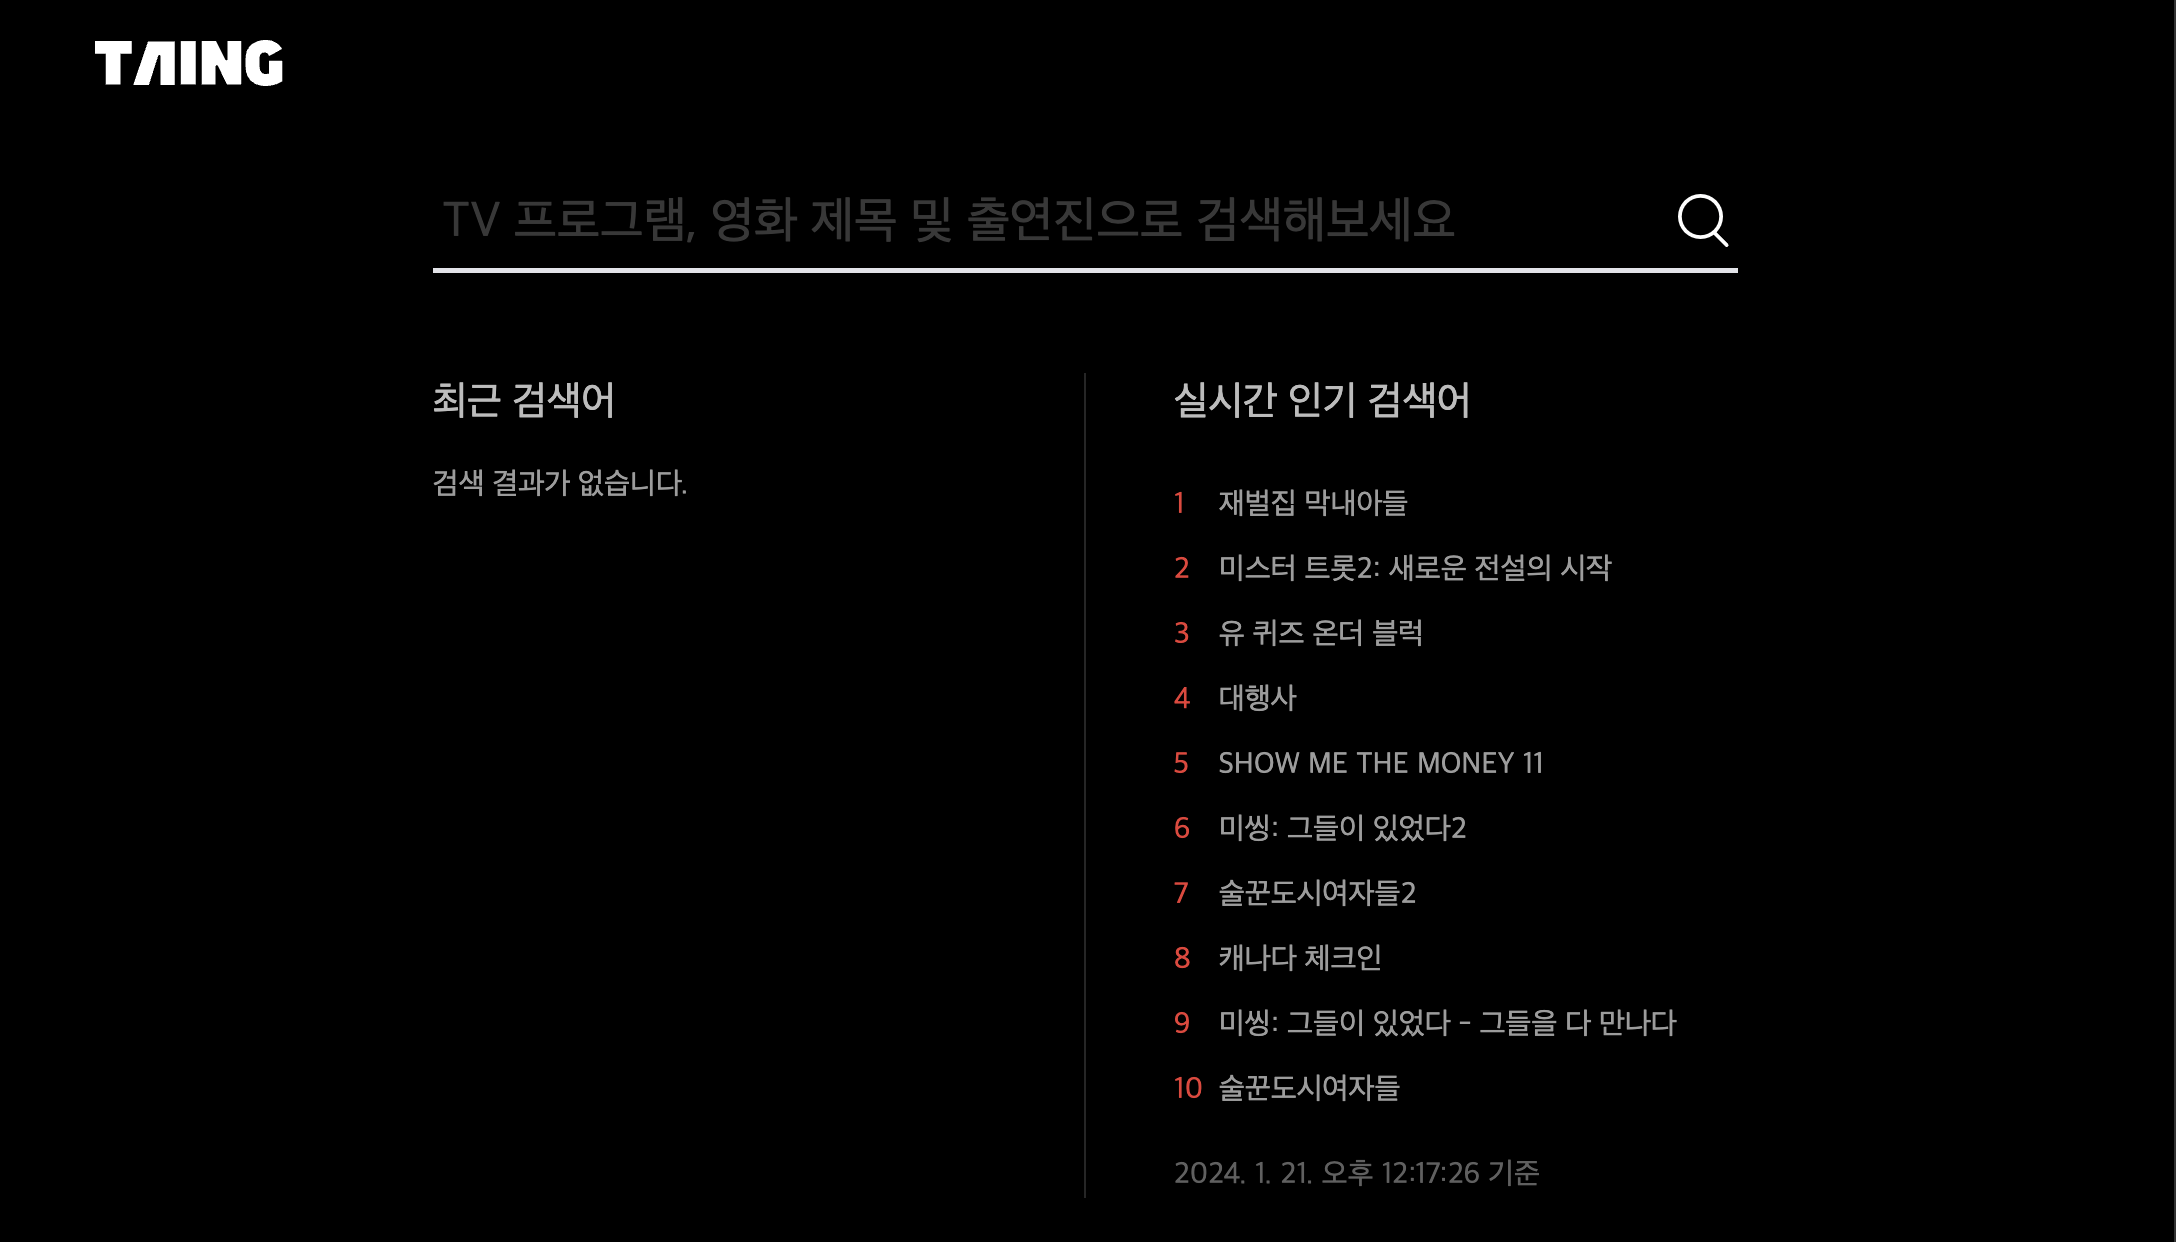 TAING
TV 프로그램, 영화 제목 및 출연진으로 검색해보세요
최근 검색어
검색 결과가 없습니다.
실시간 인기 검색어
1 재벌집 막내아들
2 미스터 트롯2: 새로운 전설의 시작
3 유 퀴즈 온더 블럭
4 대행사
5 SHOW ME THE MONEY 11
6 미씽: 그들이 있었다2
7 술꾼도시여자들2
8 캐나다 체크인
9 미씽: 그들이 있었다 - 그들을 다 만나다
10 술꾼도시여자들
2024. 1. 21. 오후 12:17:26 기준